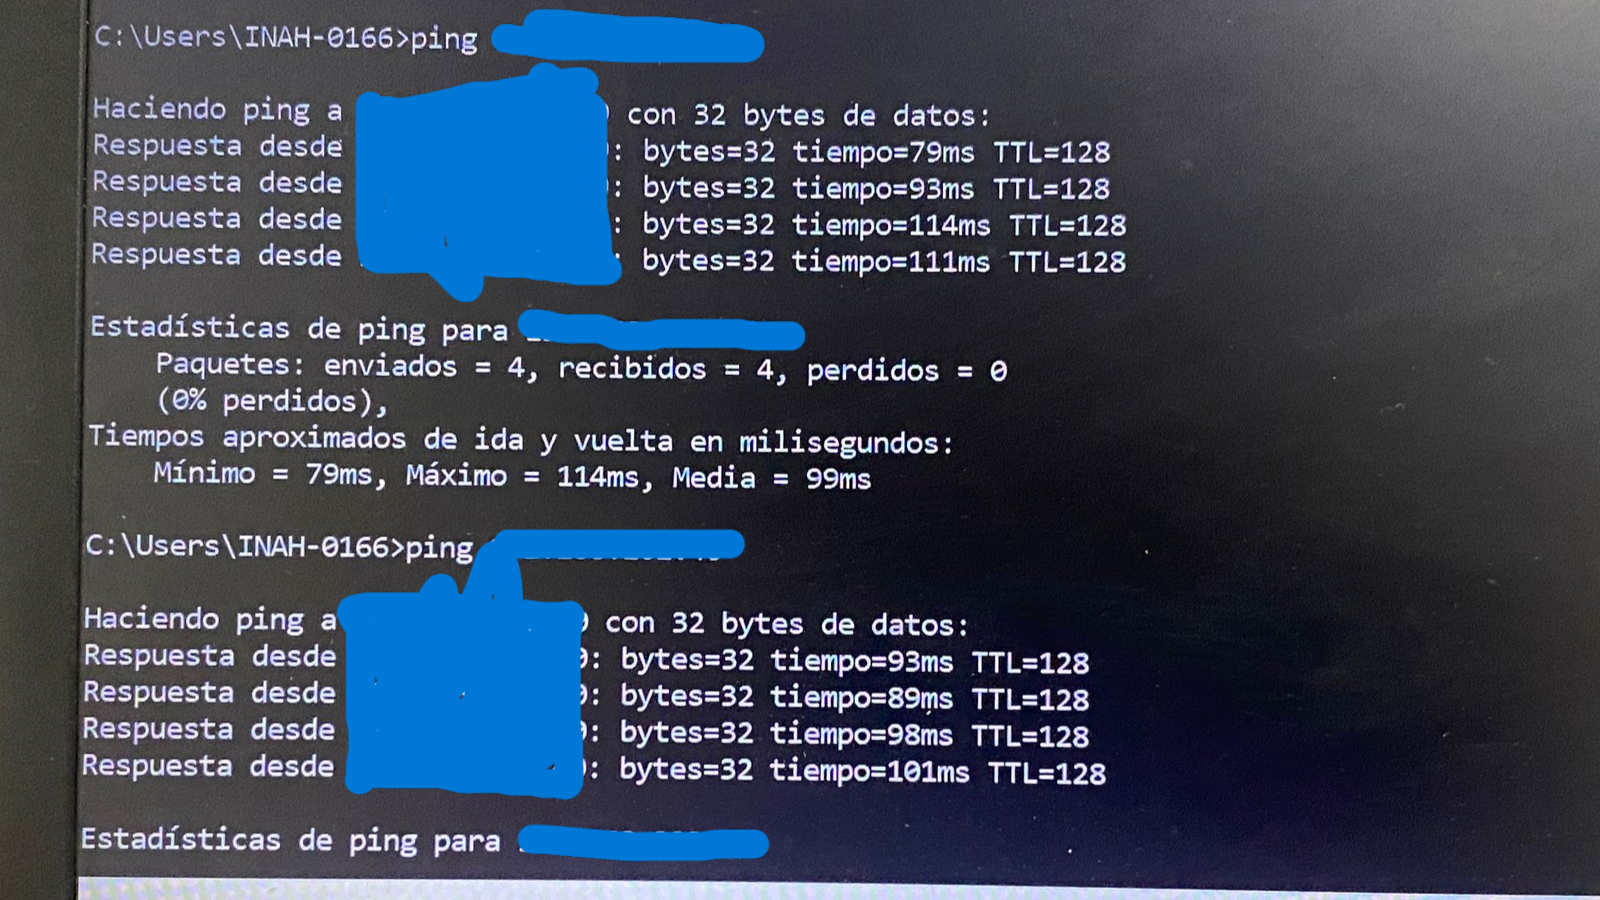 C:\Users\INAH-0166>ping
Haciendo ping a con 32 bytes de datos:
Respuesta desde : bytes=32 tiempo=79ms TTL=128
Respuesta desde : bytes=32 tiempo=93ms TTL=128
Respuesta desde : bytes=32 tiempo=114ms TTL=128
Respuesta desde : bytes=32 tiempo=111ms TTL=128
Estadísticas de ping para
Paquetes: enviados = 4, recibidos = 4, perdidos = 0
(0% perdidos),
Tiempos aproximados de ida y vuelta en milisegundos:
Mínimo = 79ms, Máximo = 114ms, Media = 99ms
C:\Users\INAH-0166>ping
Haciendo ping a con 32 bytes de datos:
Respuesta desde : bytes=32 tiempo=93ms TTL=128
Respuesta desde : bytes=32 tiempo=89ms TTL=128
Respuesta desde : bytes=32 tiempo=98ms TTL=128
Respuesta desde : bytes=32 tiempo=101ms TTL=128
Estadísticas de ping para